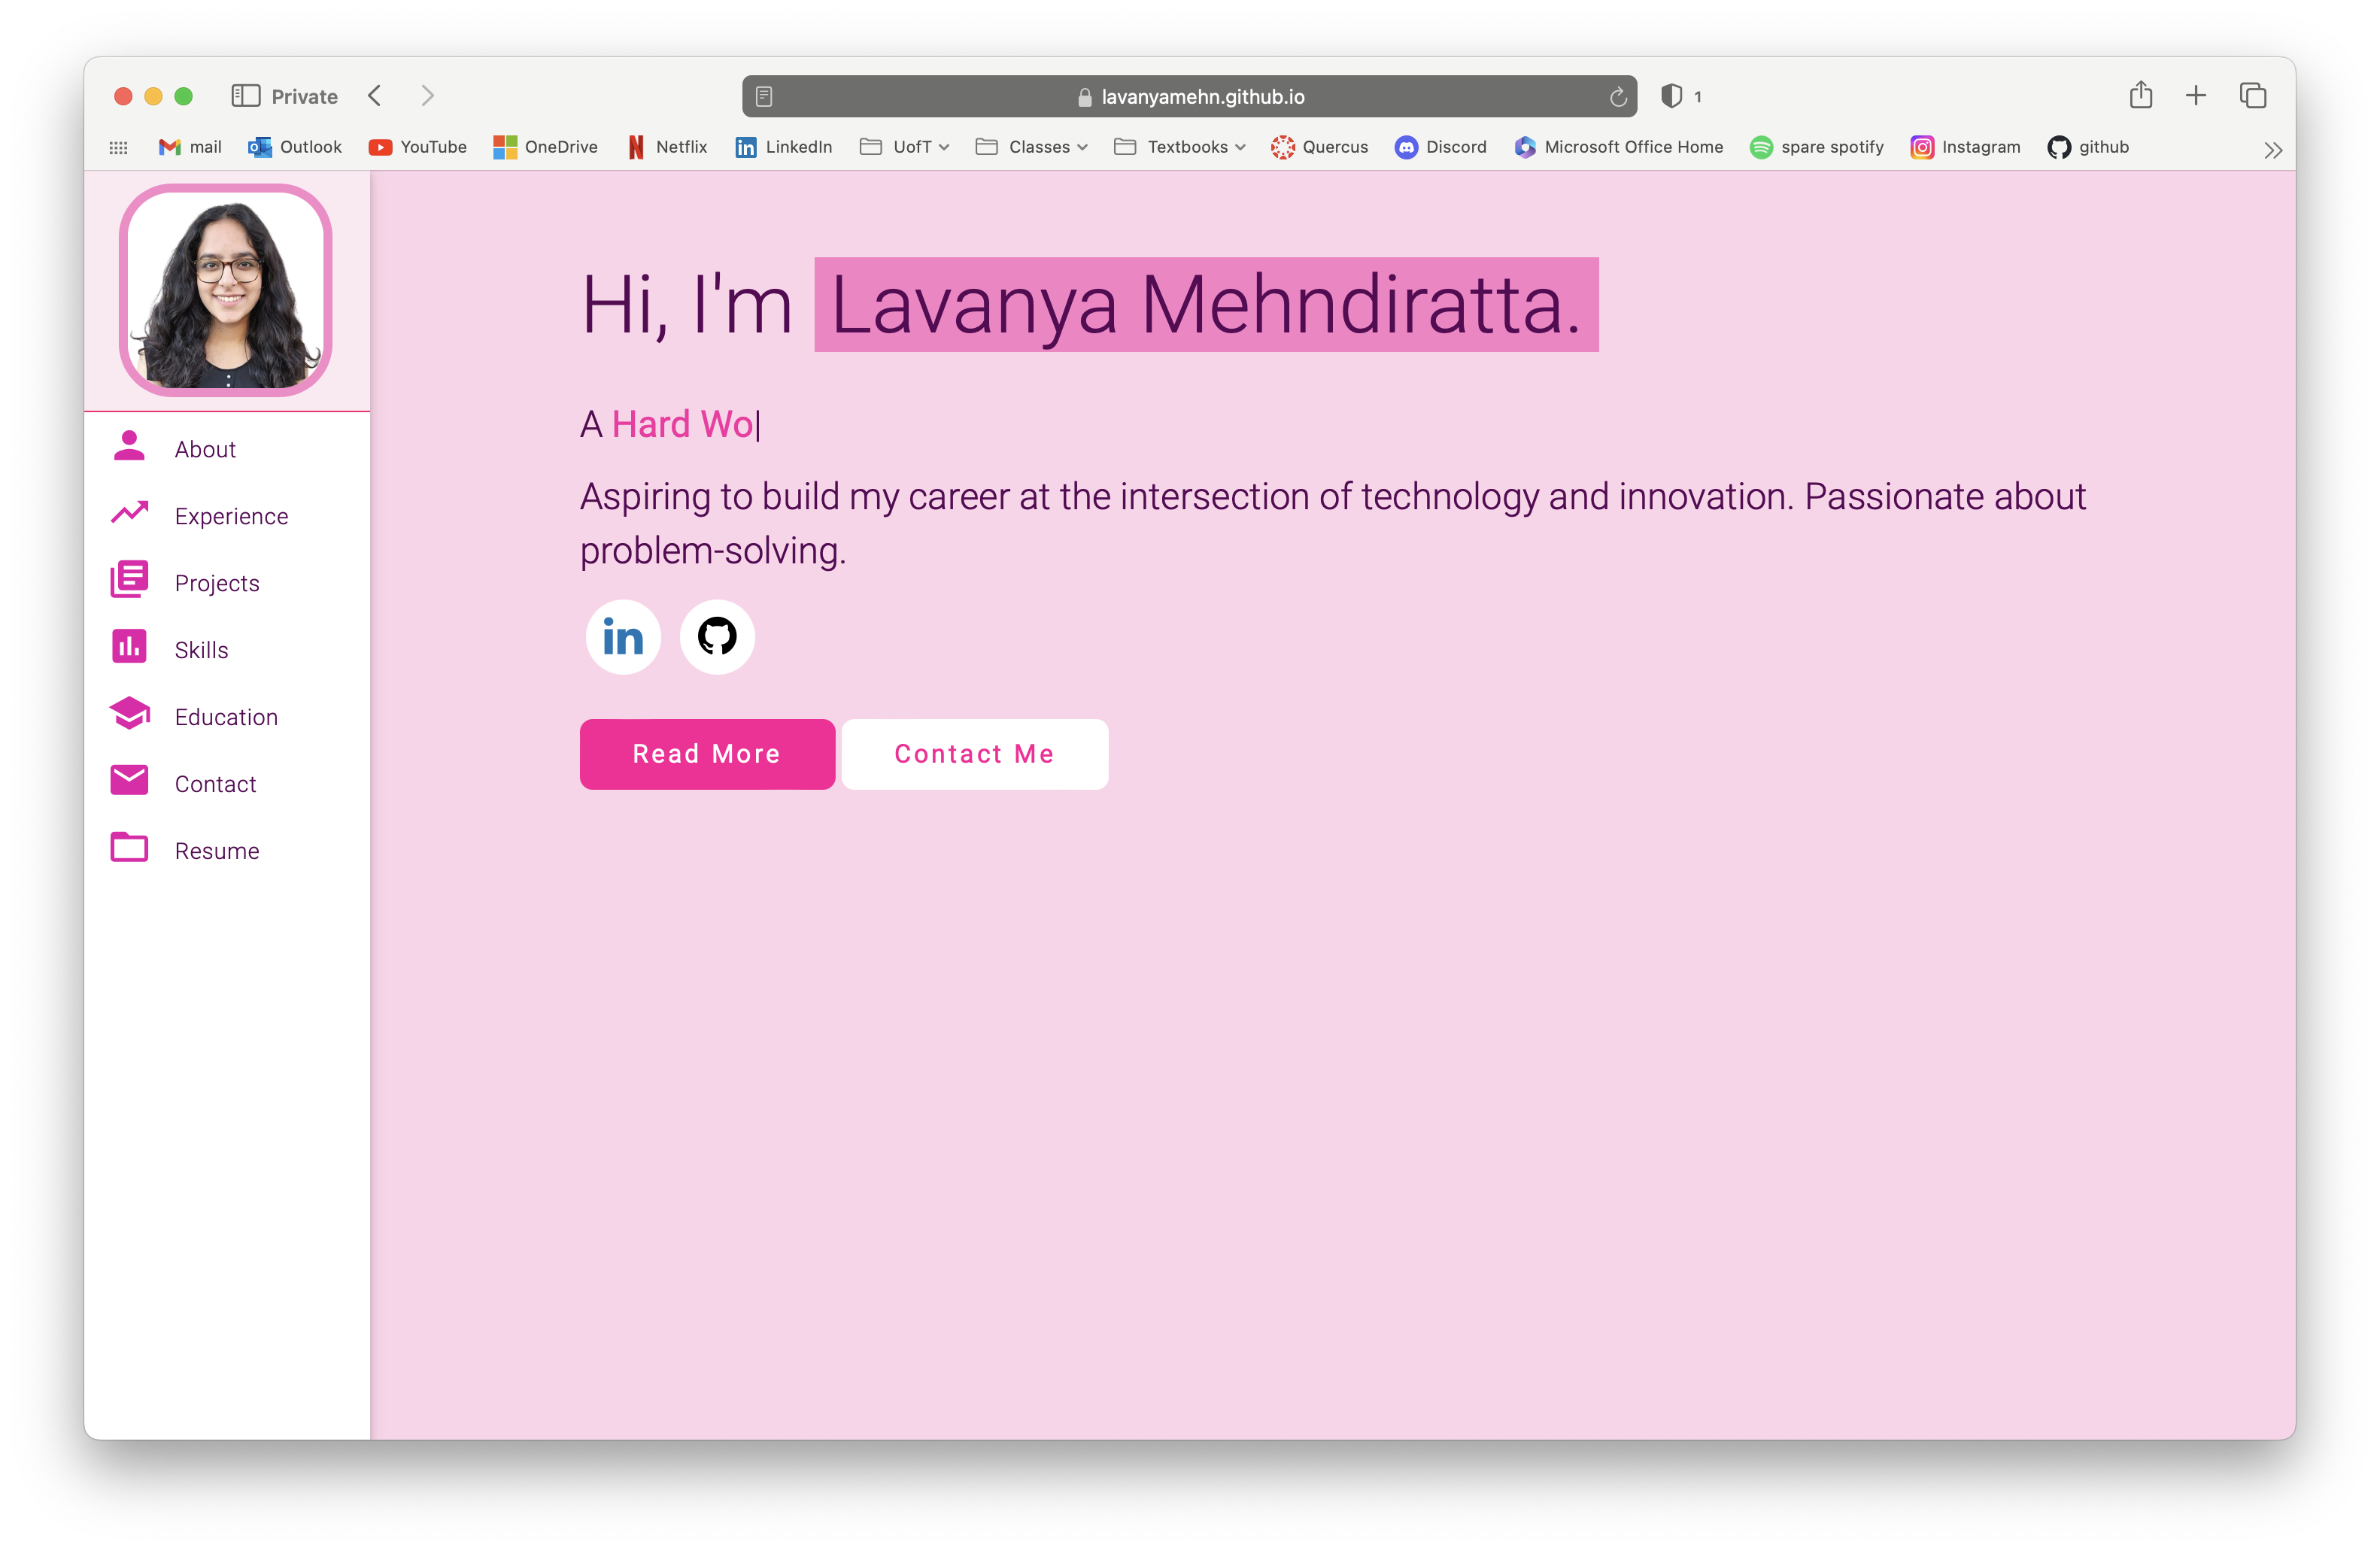 Private
lavanyamehn.github.io
1
mail Outlook YouTube OneDrive Netflix LinkedIn UofT Classes Textbooks Quercus Discord Microsoft Office Home spare spotify Instagram github
Hi, I'm Lavanya Mehndiratta.
A Hard Wo
Aspiring to build my career at the intersection of technology and innovation. Passionate about
problem-solving.
in
Read More Contact Me
About
Experience
Projects
Skills
Education
Contact
Resume